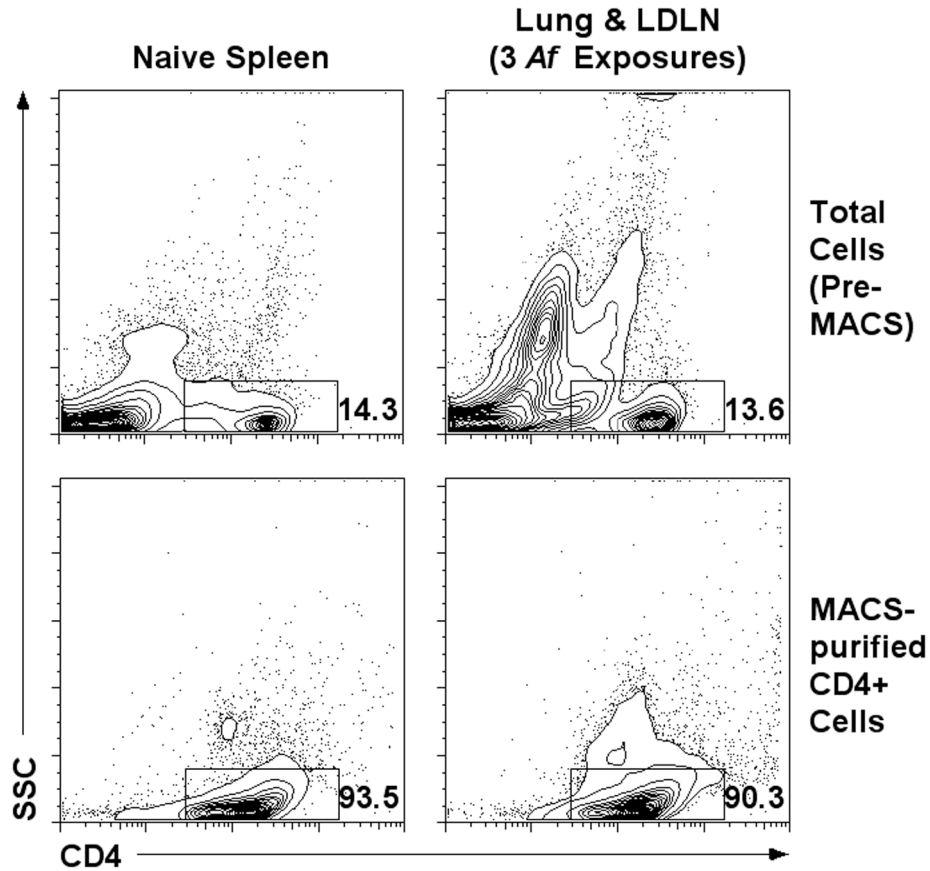 Naive Spleen
Lung & LDLN
(3 Af Exposures)
14.3
13.6
Total
Cells
(Pre-
MACS)
93.5
90.3
MACS-
purified
CD4+
Cells
SSC
CD4